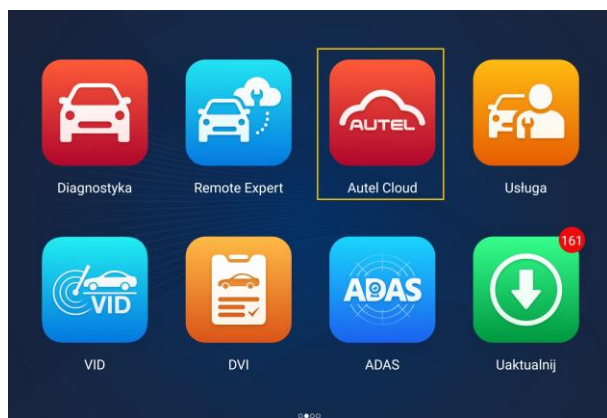 AUTEL
Diagnostyka
Remote Expert
Autel Cloud
Usługa
161
VID
ADAS
VID
DVI
ADAS
Uaktualnij